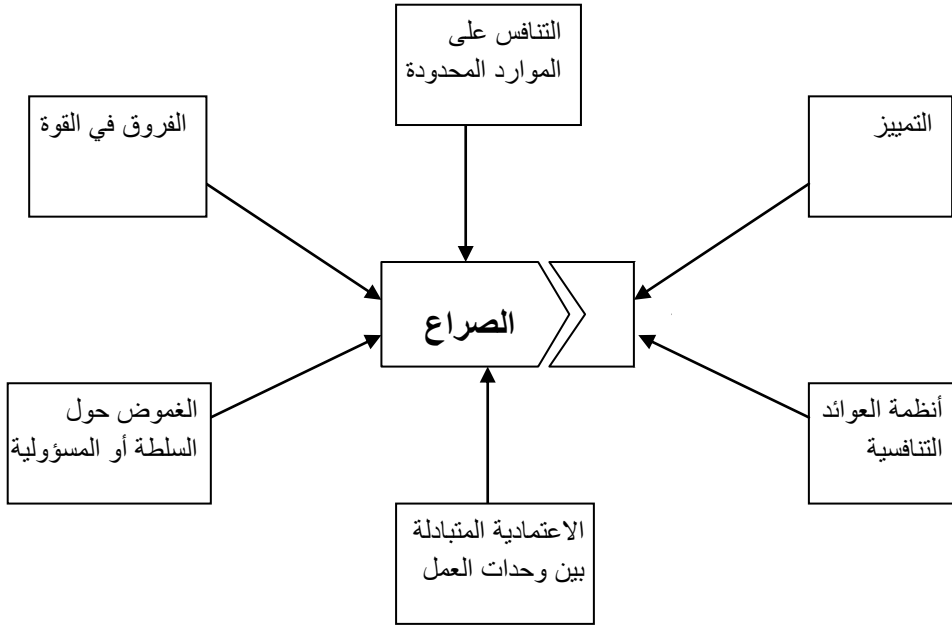 التنافس على
الموارد المحدودة
التمييز
الفروق في القوة
الصراع
أنظمة العوائد
التنافسية
الغموض حول
السلطة أو المسؤولية
الاعتمادية المتبادلة
بين وحدات العمل